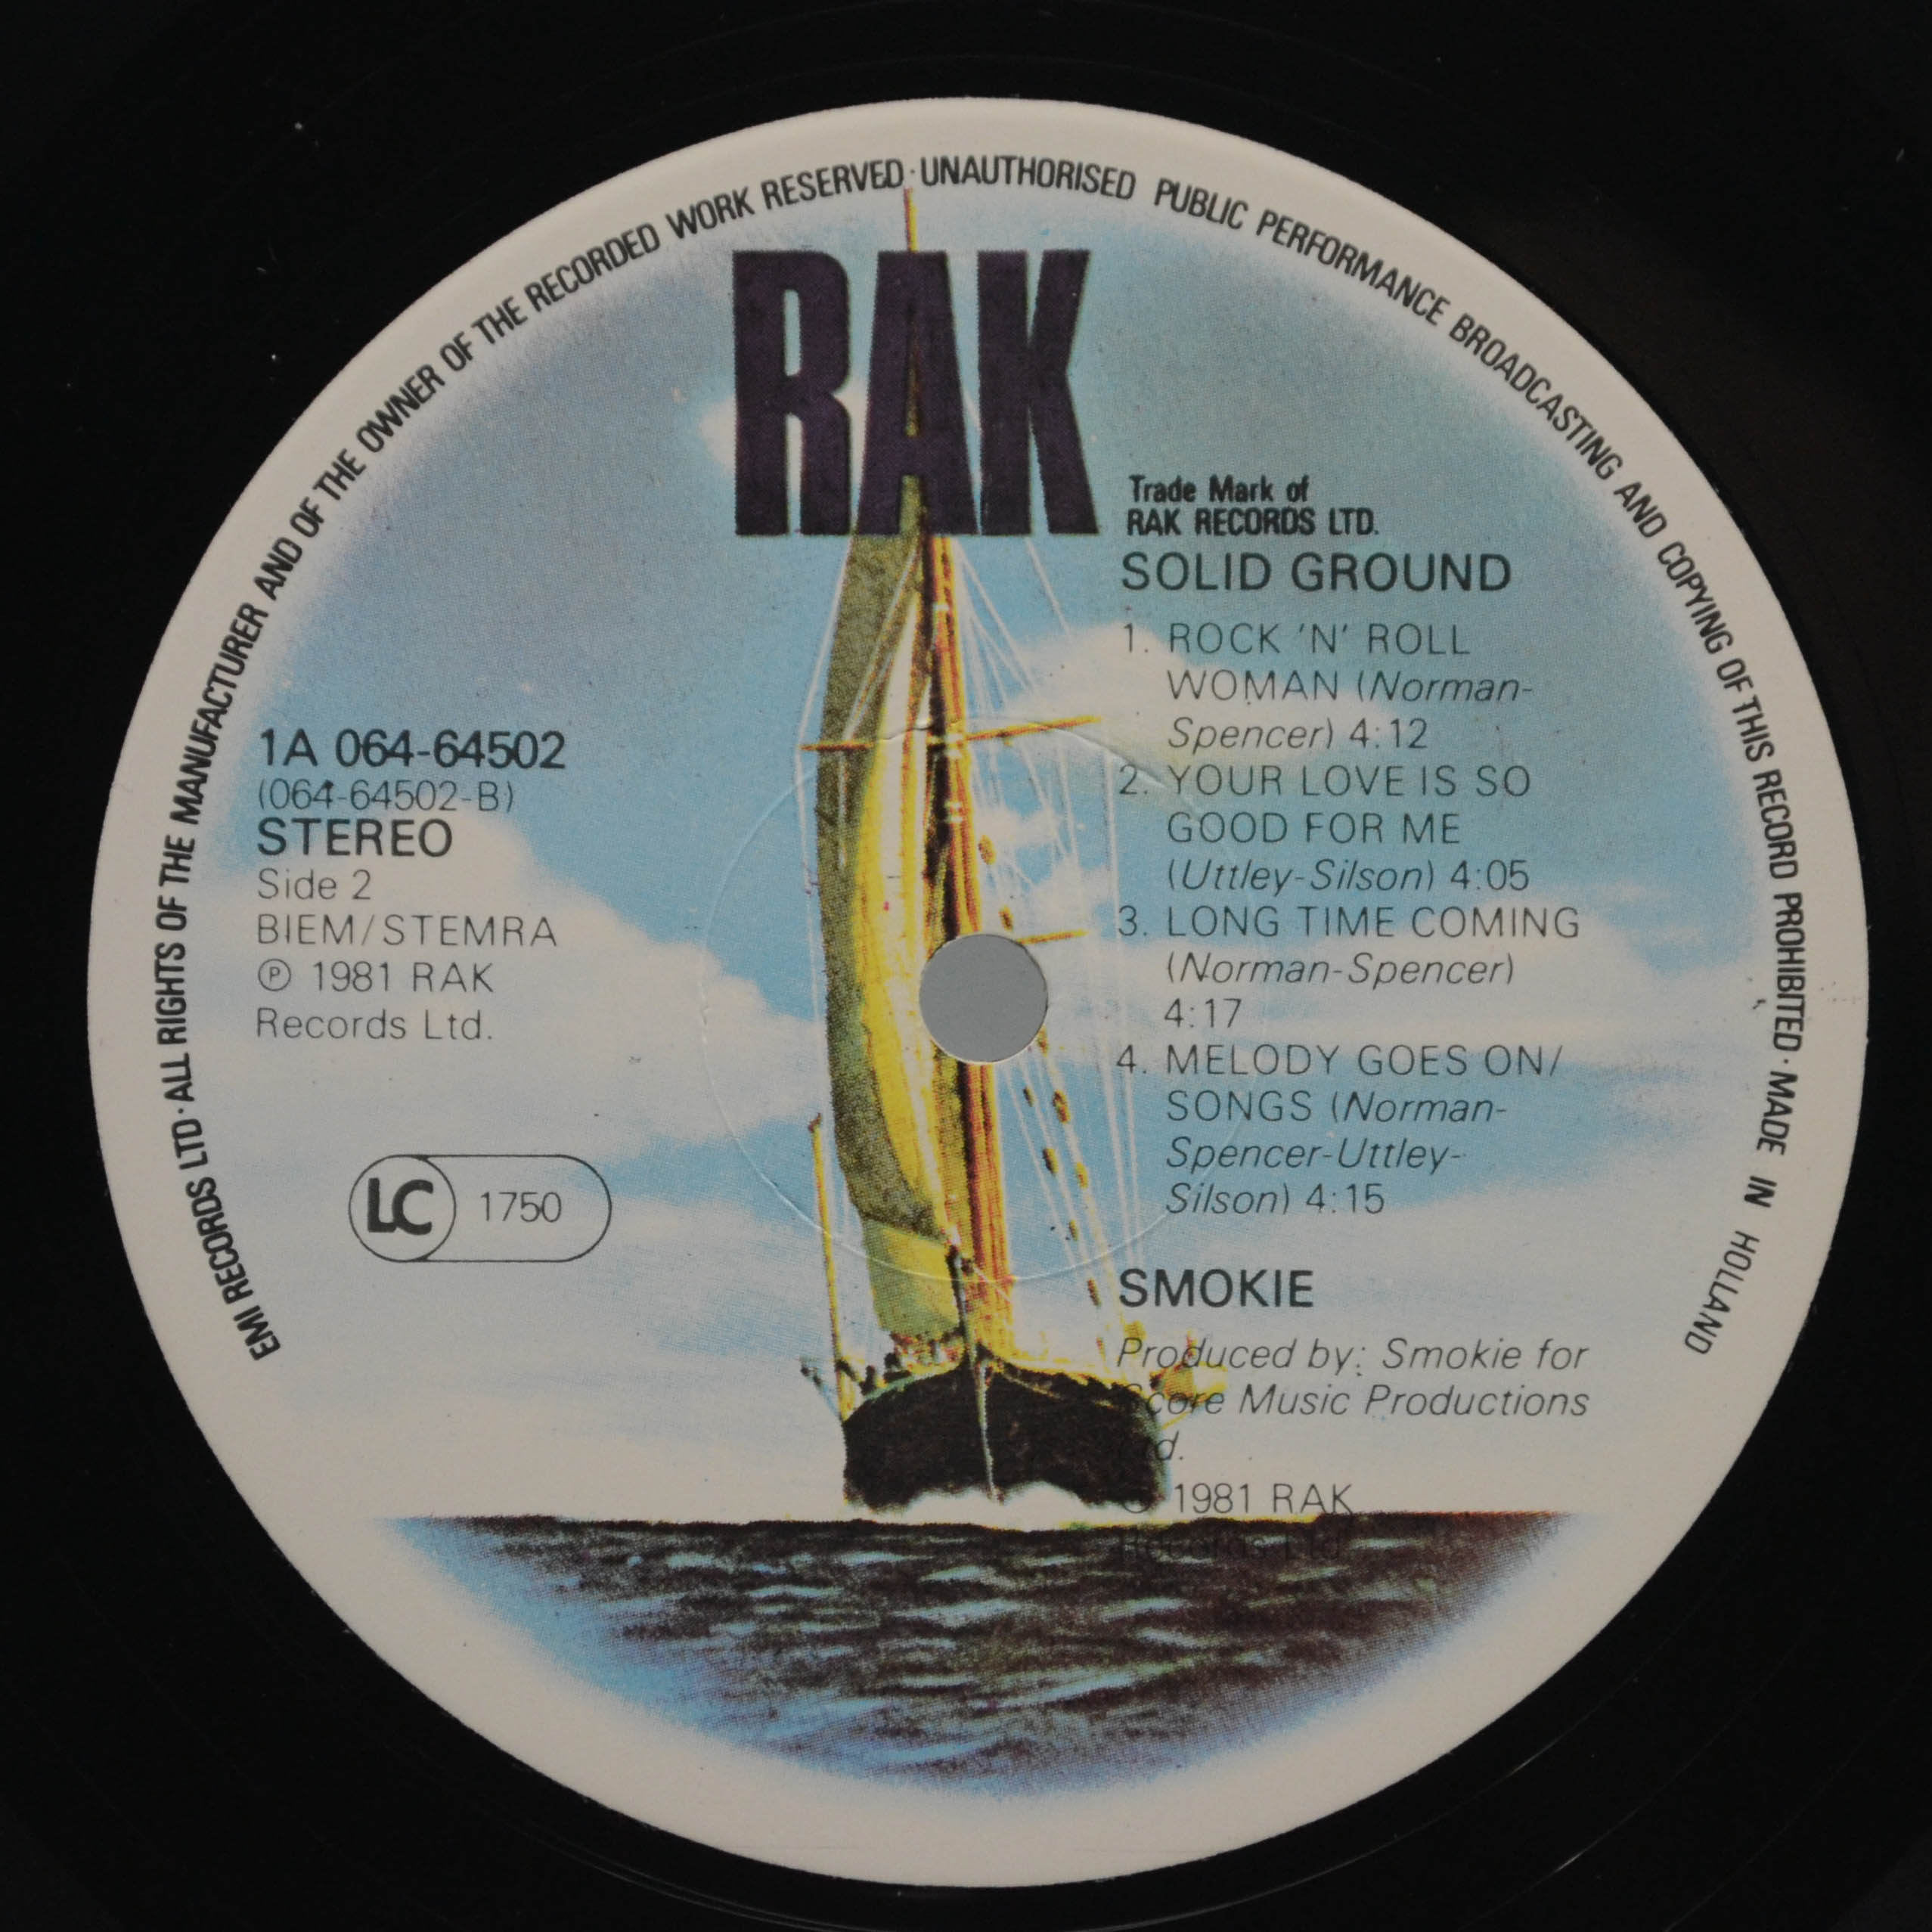 EMI RECORDS LTD · ALL RIGHTS OF THE MANUFACTURER AND OF THE OWNER OF THE RECORDED WORK RESERVED · UNAUTHORISED PUBLIC PERFORMANCE BROADCASTING AND COPYING OF THIS RECORD PROHIBITED · MADE IN HOLLAND
RAK
Trade Mark of
RAK RECORDS LTD.
1A 064-64502
(064-64502-B)
STEREO
Side 2
BIEM/STEMRA
Ⓟ 1981 RAK
Records Ltd.
LC 1750
SOLID GROUND
1. ROCK 'N' ROLL
WOMAN (Norman-
Spencer) 4:12
2. YOUR LOVE IS SO
GOOD FOR ME
(Uttley-Silson) 4:05
3. LONG TIME COMING
(Norman-Spencer)
4:17
4. MELODY GOES ON/
SONGS (Norman-
Spencer-Uttley-
Silson) 4:15
SMOKIE
Produced by: Smokie for
Score Music Productions
Ltd.
1981 RAK
Records Ltd.